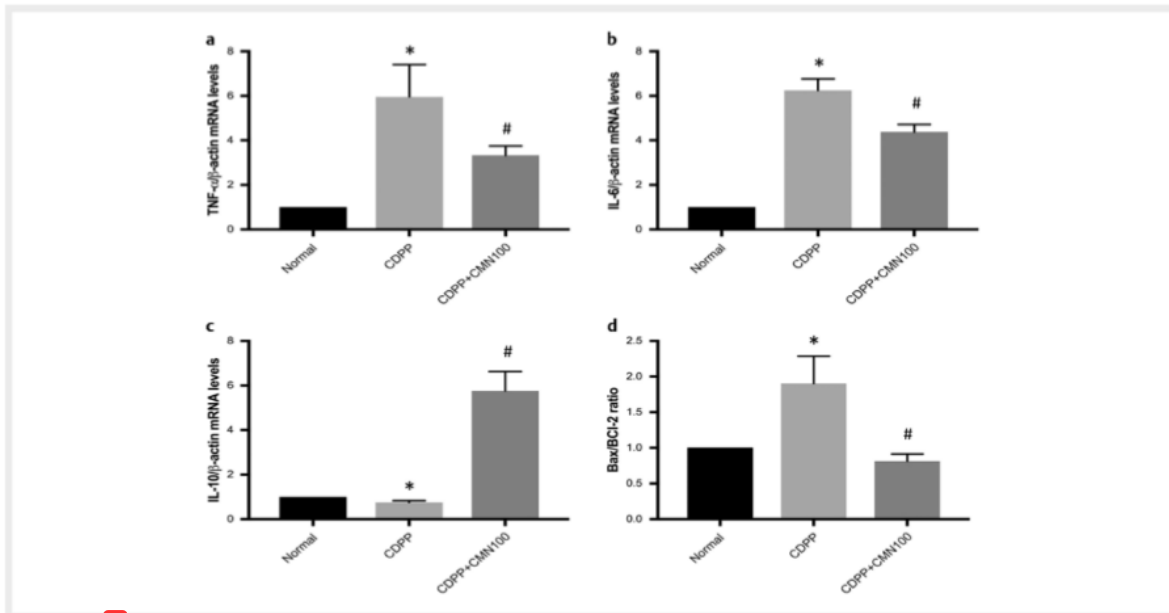 a
TNF-α/β-actin mRNA levels
8
6
4
2
0
*
#
Normal
CDPP
CDPP+CMN100
b
IL-6/β-actin mRNA levels
8
6
4
2
0
*
#
Normal
CDPP
CDPP+CMN100
c
IL-10/β-actin mRNA levels
8
6
4
2
0
*
#
Normal
CDPP
CDPP+CMN100
d
Bax/BCl-2 ratio
2.5
2.0
1.5
1.0
0.5
0.0
*
#
Normal
CDPP
CDPP+CMN100